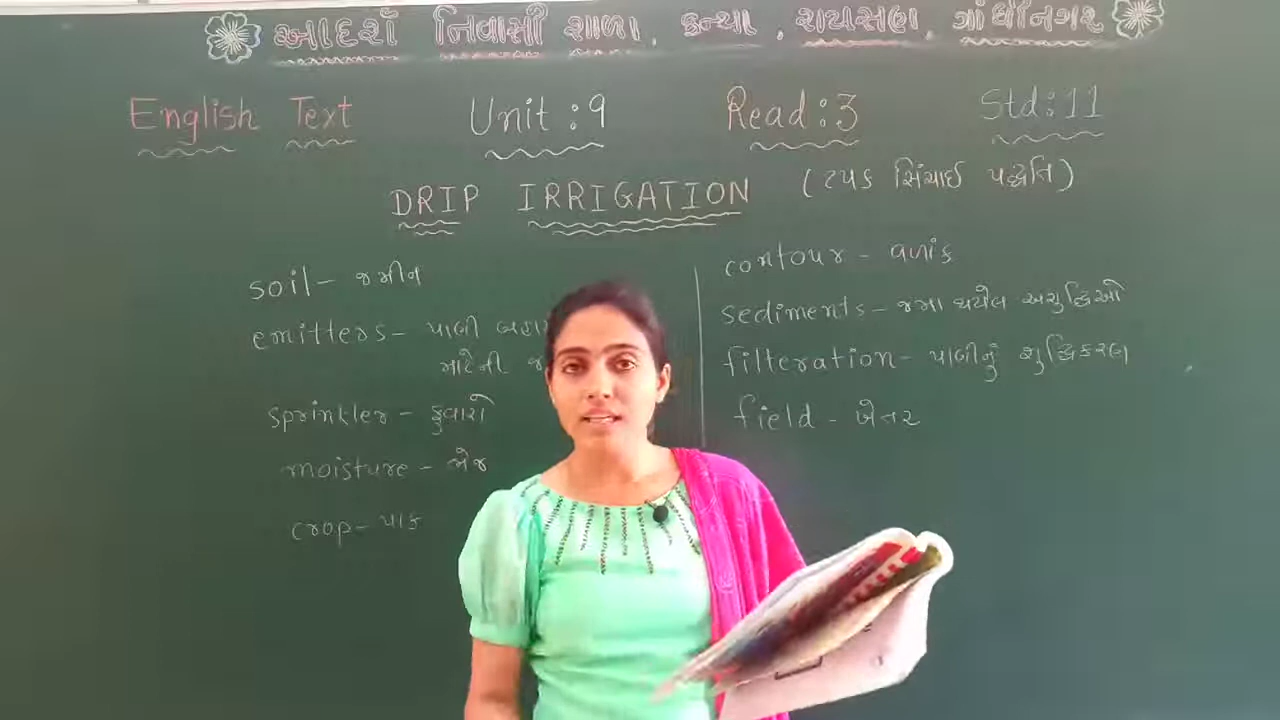 આદર્શ નિવાસી શાળા, કન્યા, રાયસણ, ગાંધીનગર
English Text Unit : 9 Read : 3 Std : 11
DRIP IRRIGATION (ટપક સિંચાઈ પદ્ધતિ)
soil - જમીન
emitters - પાણી બહા
માટેની જ
sprinkler - ફુવારો
moisture - ભેજ
crop - પાક
contour - વળાંક
sediments - જમા થયેલ અશુદ્ધિઓ
filteration - પાણીનું શુદ્ધિકરણ
field - ખેતર